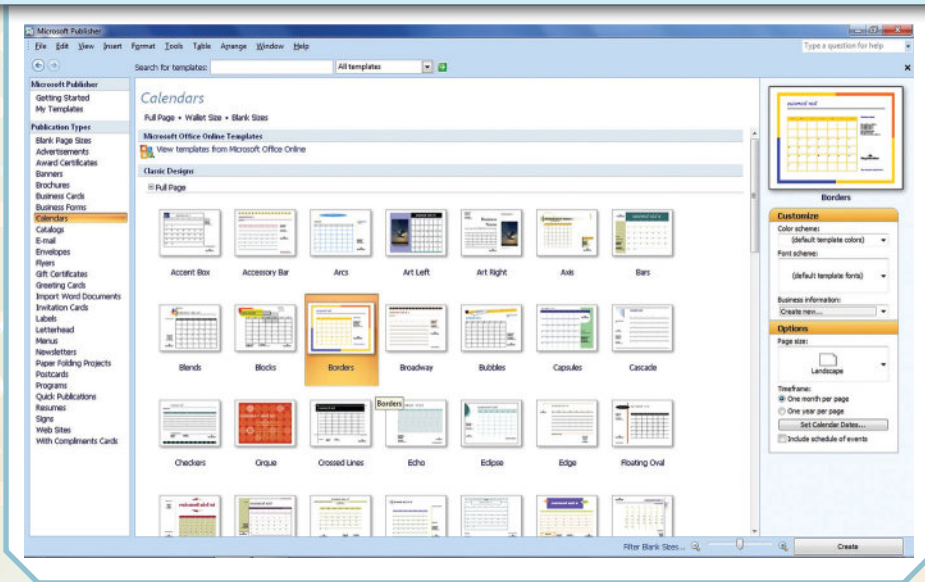 Microsoft Publisher
File Edit View Insert Format Tools Table Arrange Window Help
Type a question for help
Search for templates:
All templates
Microsoft Publisher
Getting Started
My Templates
Publication Types
Blank Page Sizes
Advertisements
Award Certificates
Banners
Brochures
Business Cards
Business Forms
Calendars
Catalogs
E-mail
Envelopes
Flyers
Gift Certificates
Greeting Cards
Import Word Documents
Invitation Cards
Labels
Letterhead
Menus
Newsletters
Paper Folding Projects
Postcards
Programs
Quick Publications
Resumes
Signs
Web Sites
With Compliments Cards
Calendars
Full Page • Wallet Size • Blank Sizes
Microsoft Office Online Templates
View templates from Microsoft Office Online
Classic Designs
Full Page
Accent Box Accessory Bar Arcs Art Left Art Right Axis Bars
Blends Blocks Borders Broadway Bubbles Capsules Cascade
Borders
Checkers Cirque Crossed Lines Echo Eclipse Edge Floating Oval
Borders
Customize
Color scheme:
(default template colors)
Font scheme:
(default template fonts)
Business information:
Create new...
Options
Page size:
Landscape
Timeframe:
One month per page
One year per page
Set Calendar Dates...
Include schedule of events
Filter Blank Sizes...
Create